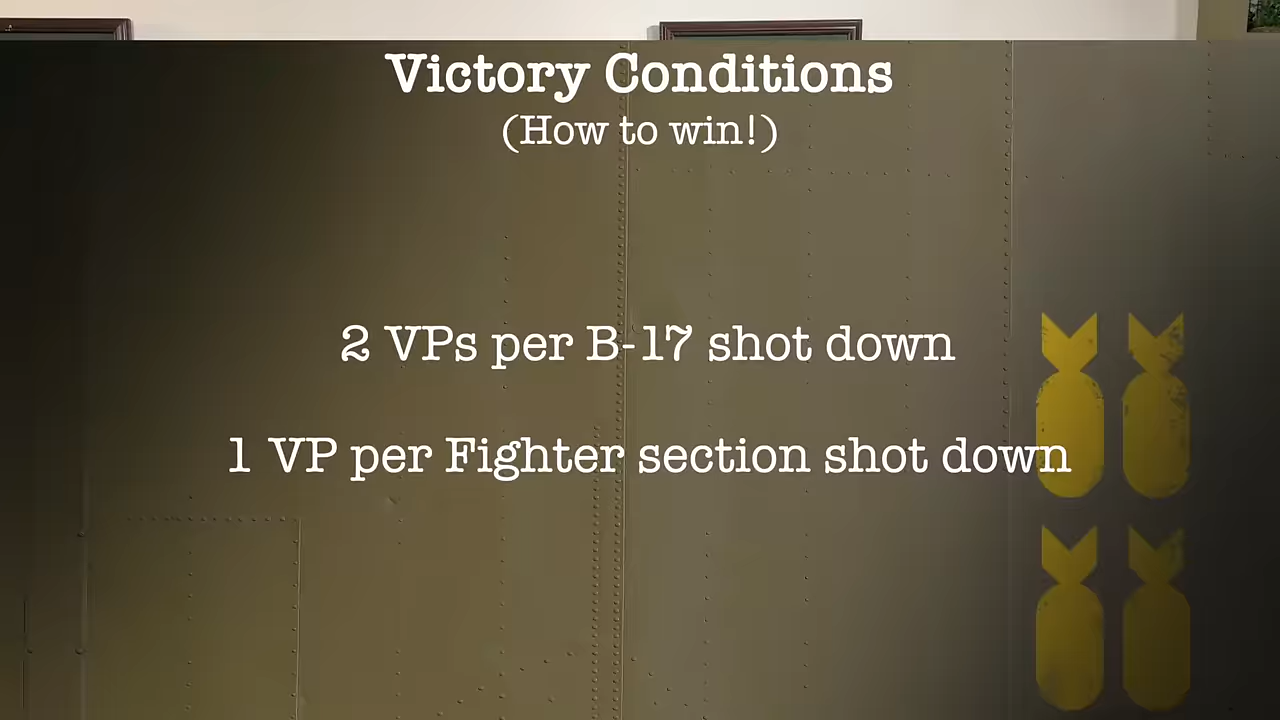 Victory Conditions
(How to win!)
2 VPs per B-17 shot down
1 VP per Fighter section shot down